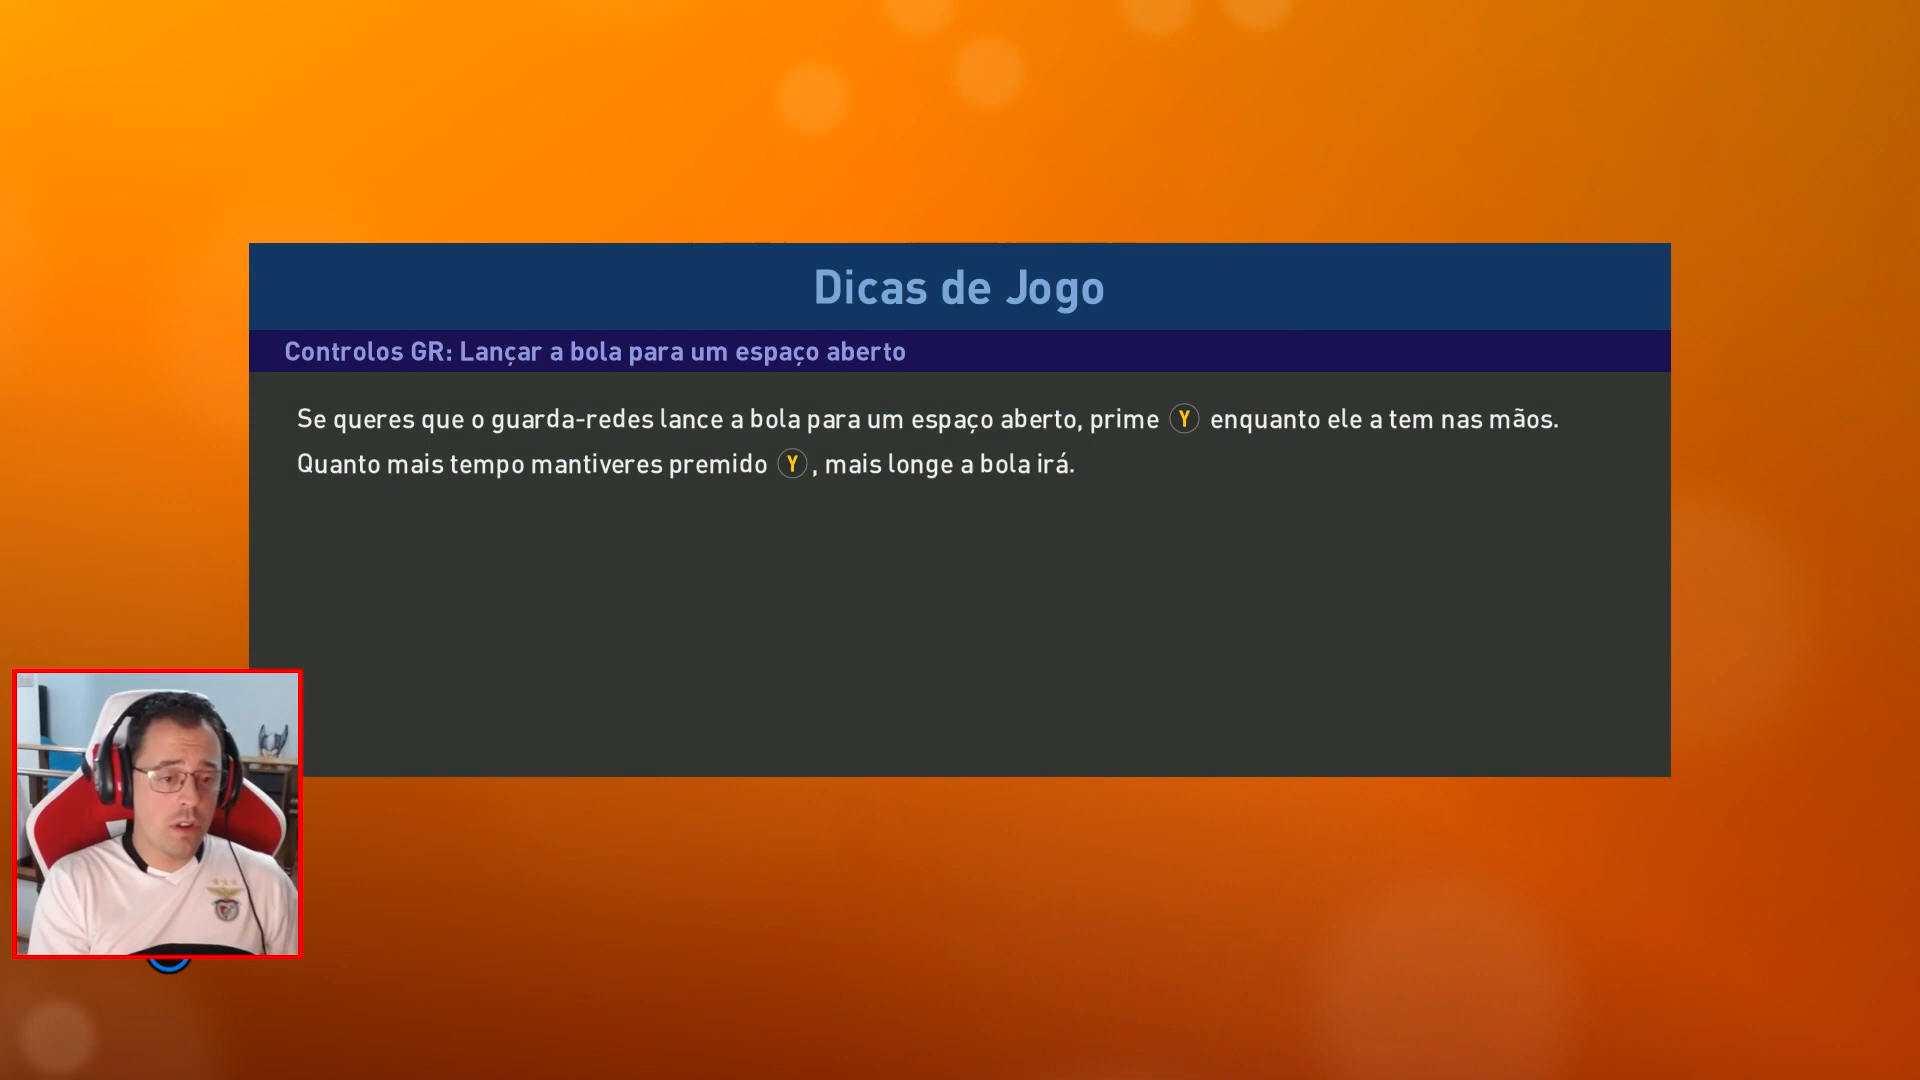 Dicas de Jogo
Controlos GR: Lançar a bola para um espaço aberto
Se queres que o guarda-redes lance a bola para um espaço aberto, prime Y enquanto ele a tem nas mãos.
Quanto mais tempo mantiveres premido Y , mais longe a bola irá.